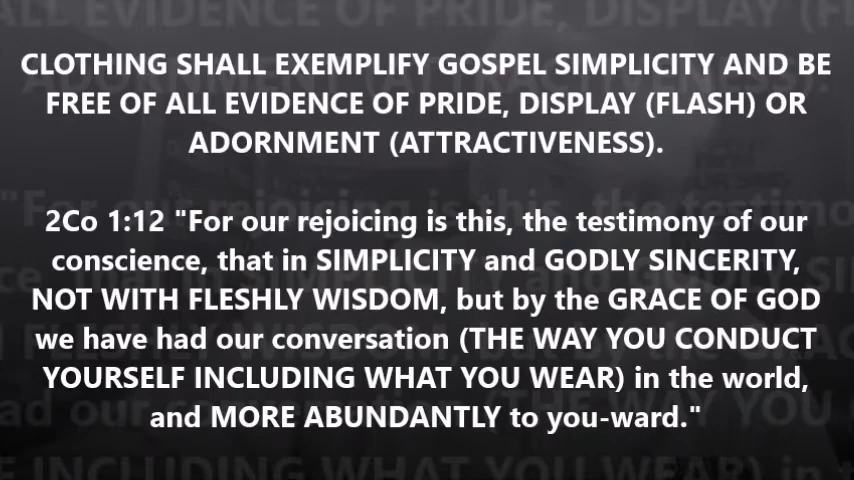 CLOTHING SHALL EXEMPLIFY GOSPEL SIMPLICITY AND BE
FREE OF ALL EVIDENCE OF PRIDE, DISPLAY (FLASH) OR
ADORNMENT (ATTRACTIVENESS).
2Co 1:12 "For our rejoicing is this, the testimony of our
conscience, that in SIMPLICITY and GODLY SINCERITY,
NOT WITH FLESHLY WISDOM, but by the GRACE OF GOD
we have had our conversation (THE WAY YOU CONDUCT
YOURSELF INCLUDING WHAT YOU WEAR) in the world,
and MORE ABUNDANTLY to you-ward."